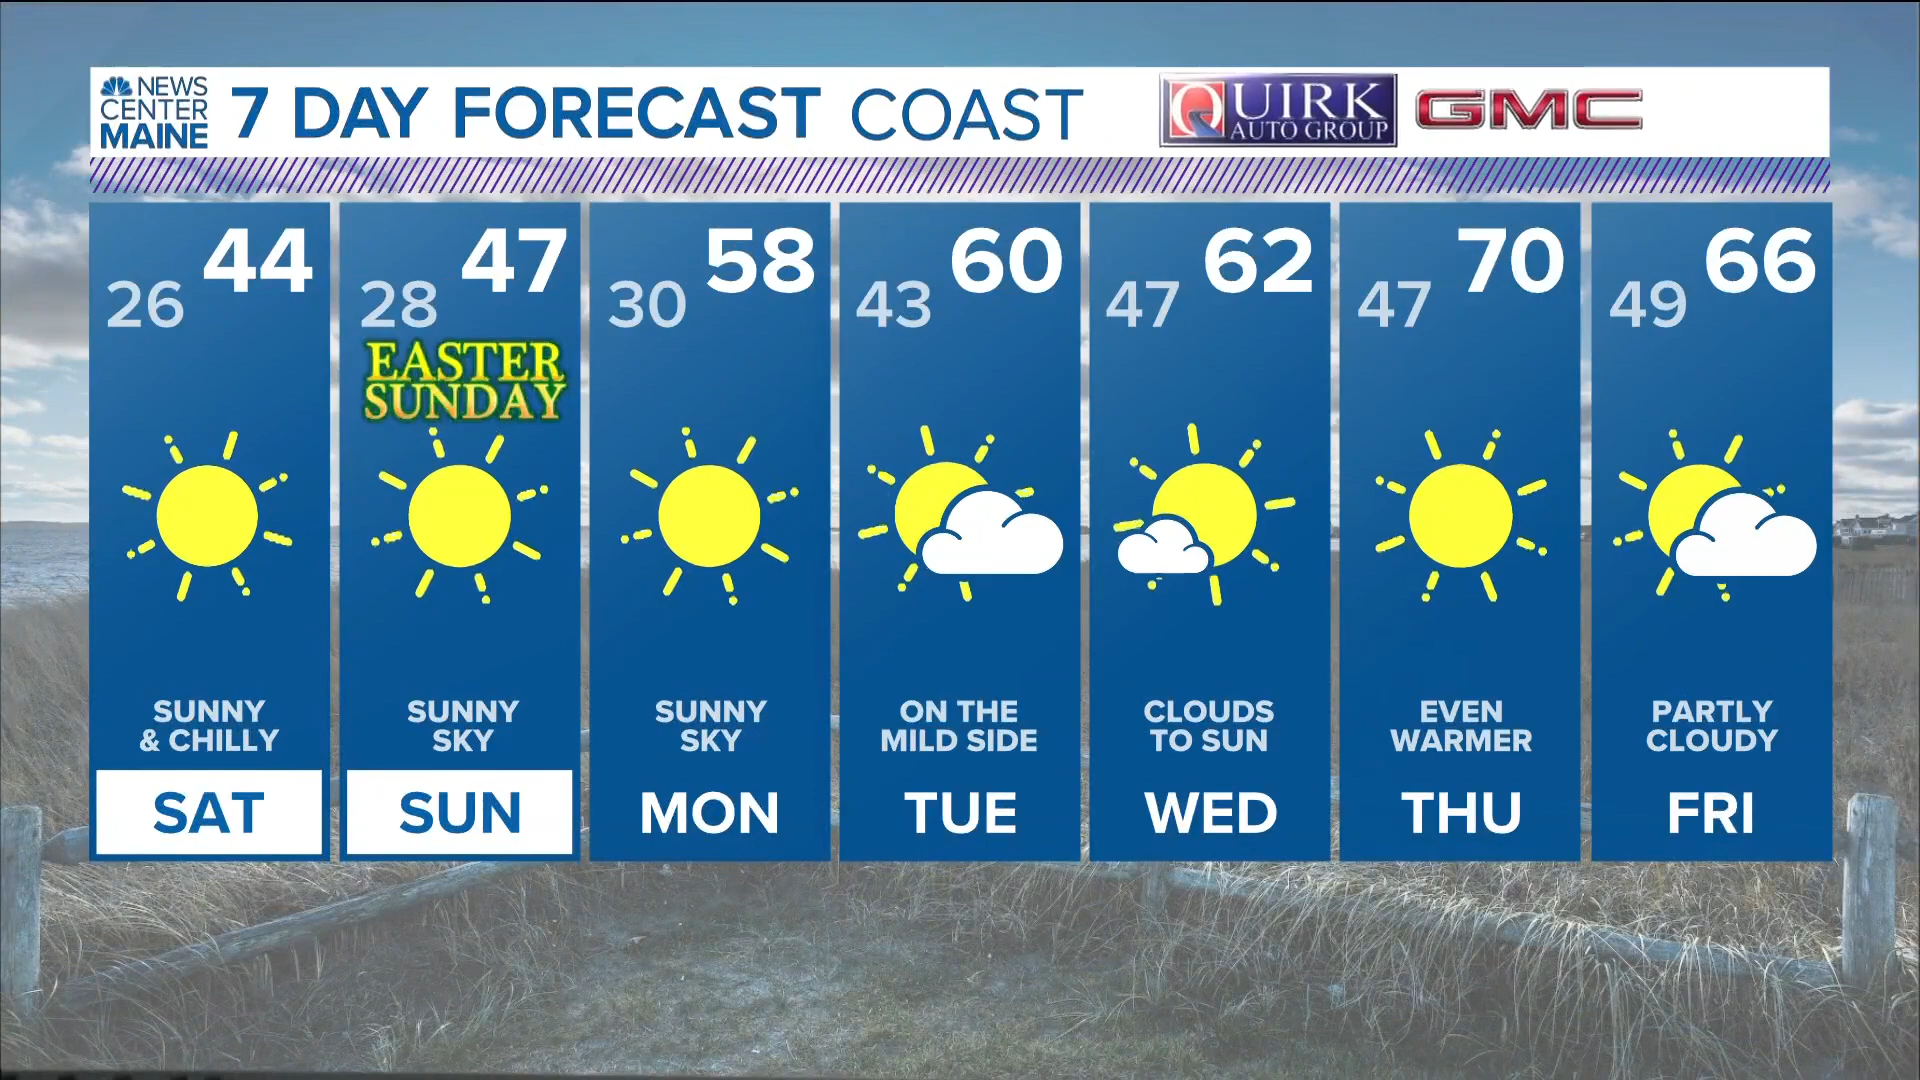 NEWS
CENTER
MAINE
7 DAY FORECAST COAST
QUIRK
AUTO GROUP
GMC
26 44
28 47
30 58
43 60
47 62
47 70
49 66
EASTER
SUNDAY
SUNNY
& CHILLY
SUNNY
SKY
SUNNY
SKY
ON THE
MILD SIDE
CLOUDS
TO SUN
EVEN
WARMER
PARTLY
CLOUDY
SAT
SUN
MON
TUE
WED
THU
FRI